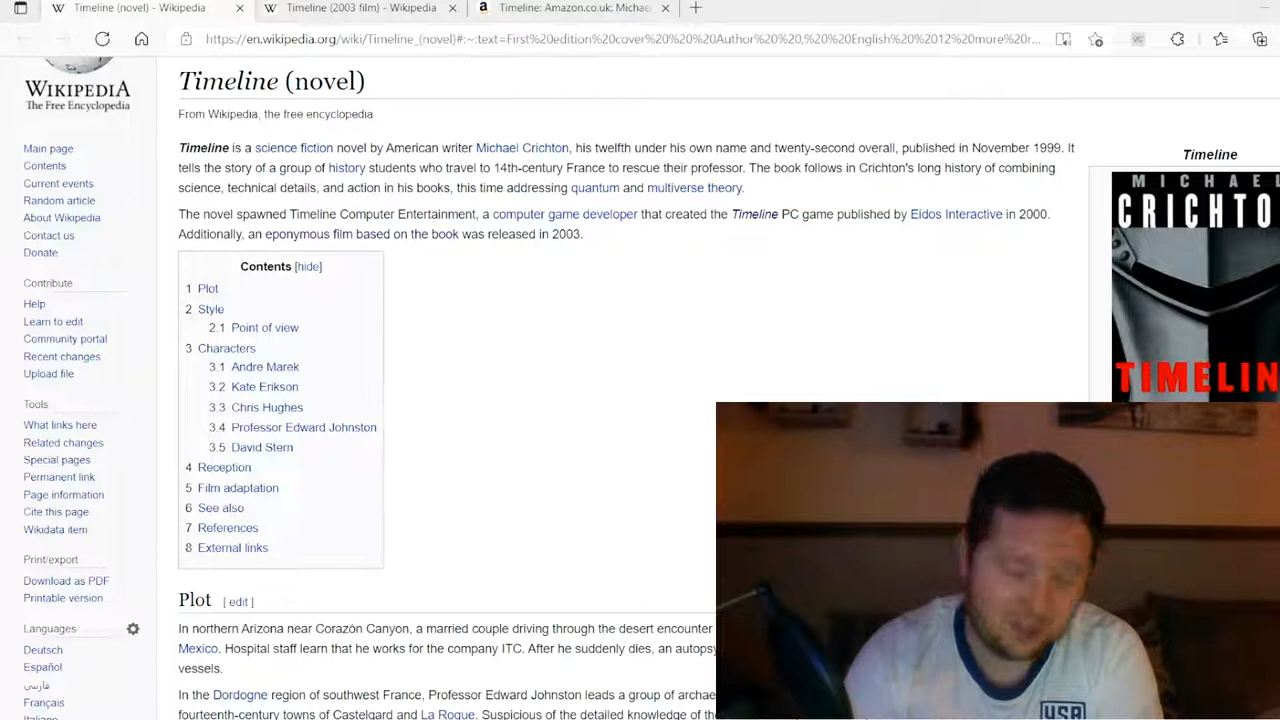 Timeline (novel) - Wikipedia
Timeline (2003 film) - Wikipedia
Timeline: Amazon.co.uk: Michae
https://en.wikipedia.org/wiki/Timeline_(novel)#:~:text=First%20edition%20cover%20%20%20Author%20%20,%20%20English%20%2012%20more%20r...
WIKIPEDIA
The Free Encyclopedia
Main page
Contents
Current events
Random article
About Wikipedia
Contact us
Donate
Contribute
Help
Learn to edit
Community portal
Recent changes
Upload file
Tools
What links here
Related changes
Special pages
Permanent link
Page information
Cite this page
Wikidata item
Print/export
Download as PDF
Printable version
Languages
Deutsch
Español
فارسی
Français
Italiano
Timeline (novel)
From Wikipedia, the free encyclopedia
Timeline is a science fiction novel by American writer Michael Crichton, his twelfth under his own name and twenty-second overall, published in November 1999. It
tells the story of a group of history students who travel to 14th-century France to rescue their professor. The book follows in Crichton's long history of combining
science, technical details, and action in his books, this time addressing quantum and multiverse theory.
The novel spawned Timeline Computer Entertainment, a computer game developer that created the Timeline PC game published by Eidos Interactive in 2000.
Additionally, an eponymous film based on the book was released in 2003.
Contents [hide]
1 Plot
2 Style
2.1 Point of view
3 Characters
3.1 Andre Marek
3.2 Kate Erikson
3.3 Chris Hughes
3.4 Professor Edward Johnston
3.5 David Stern
4 Reception
5 Film adaptation
6 See also
7 References
8 External links
Plot [ edit ]
In northern Arizona near Corazón Canyon, a married couple driving through the desert encounter
Mexico. Hospital staff learn that he works for the company ITC. After he suddenly dies, an autopsy
vessels.
In the Dordogne region of southwest France, Professor Edward Johnston leads a group of archae
fourteenth-century towns of Castelgard and La Roque. Suspicious of the detailed knowledge of the
Timeline
MICHAEL
CRICHTO
TIMELIN
USA